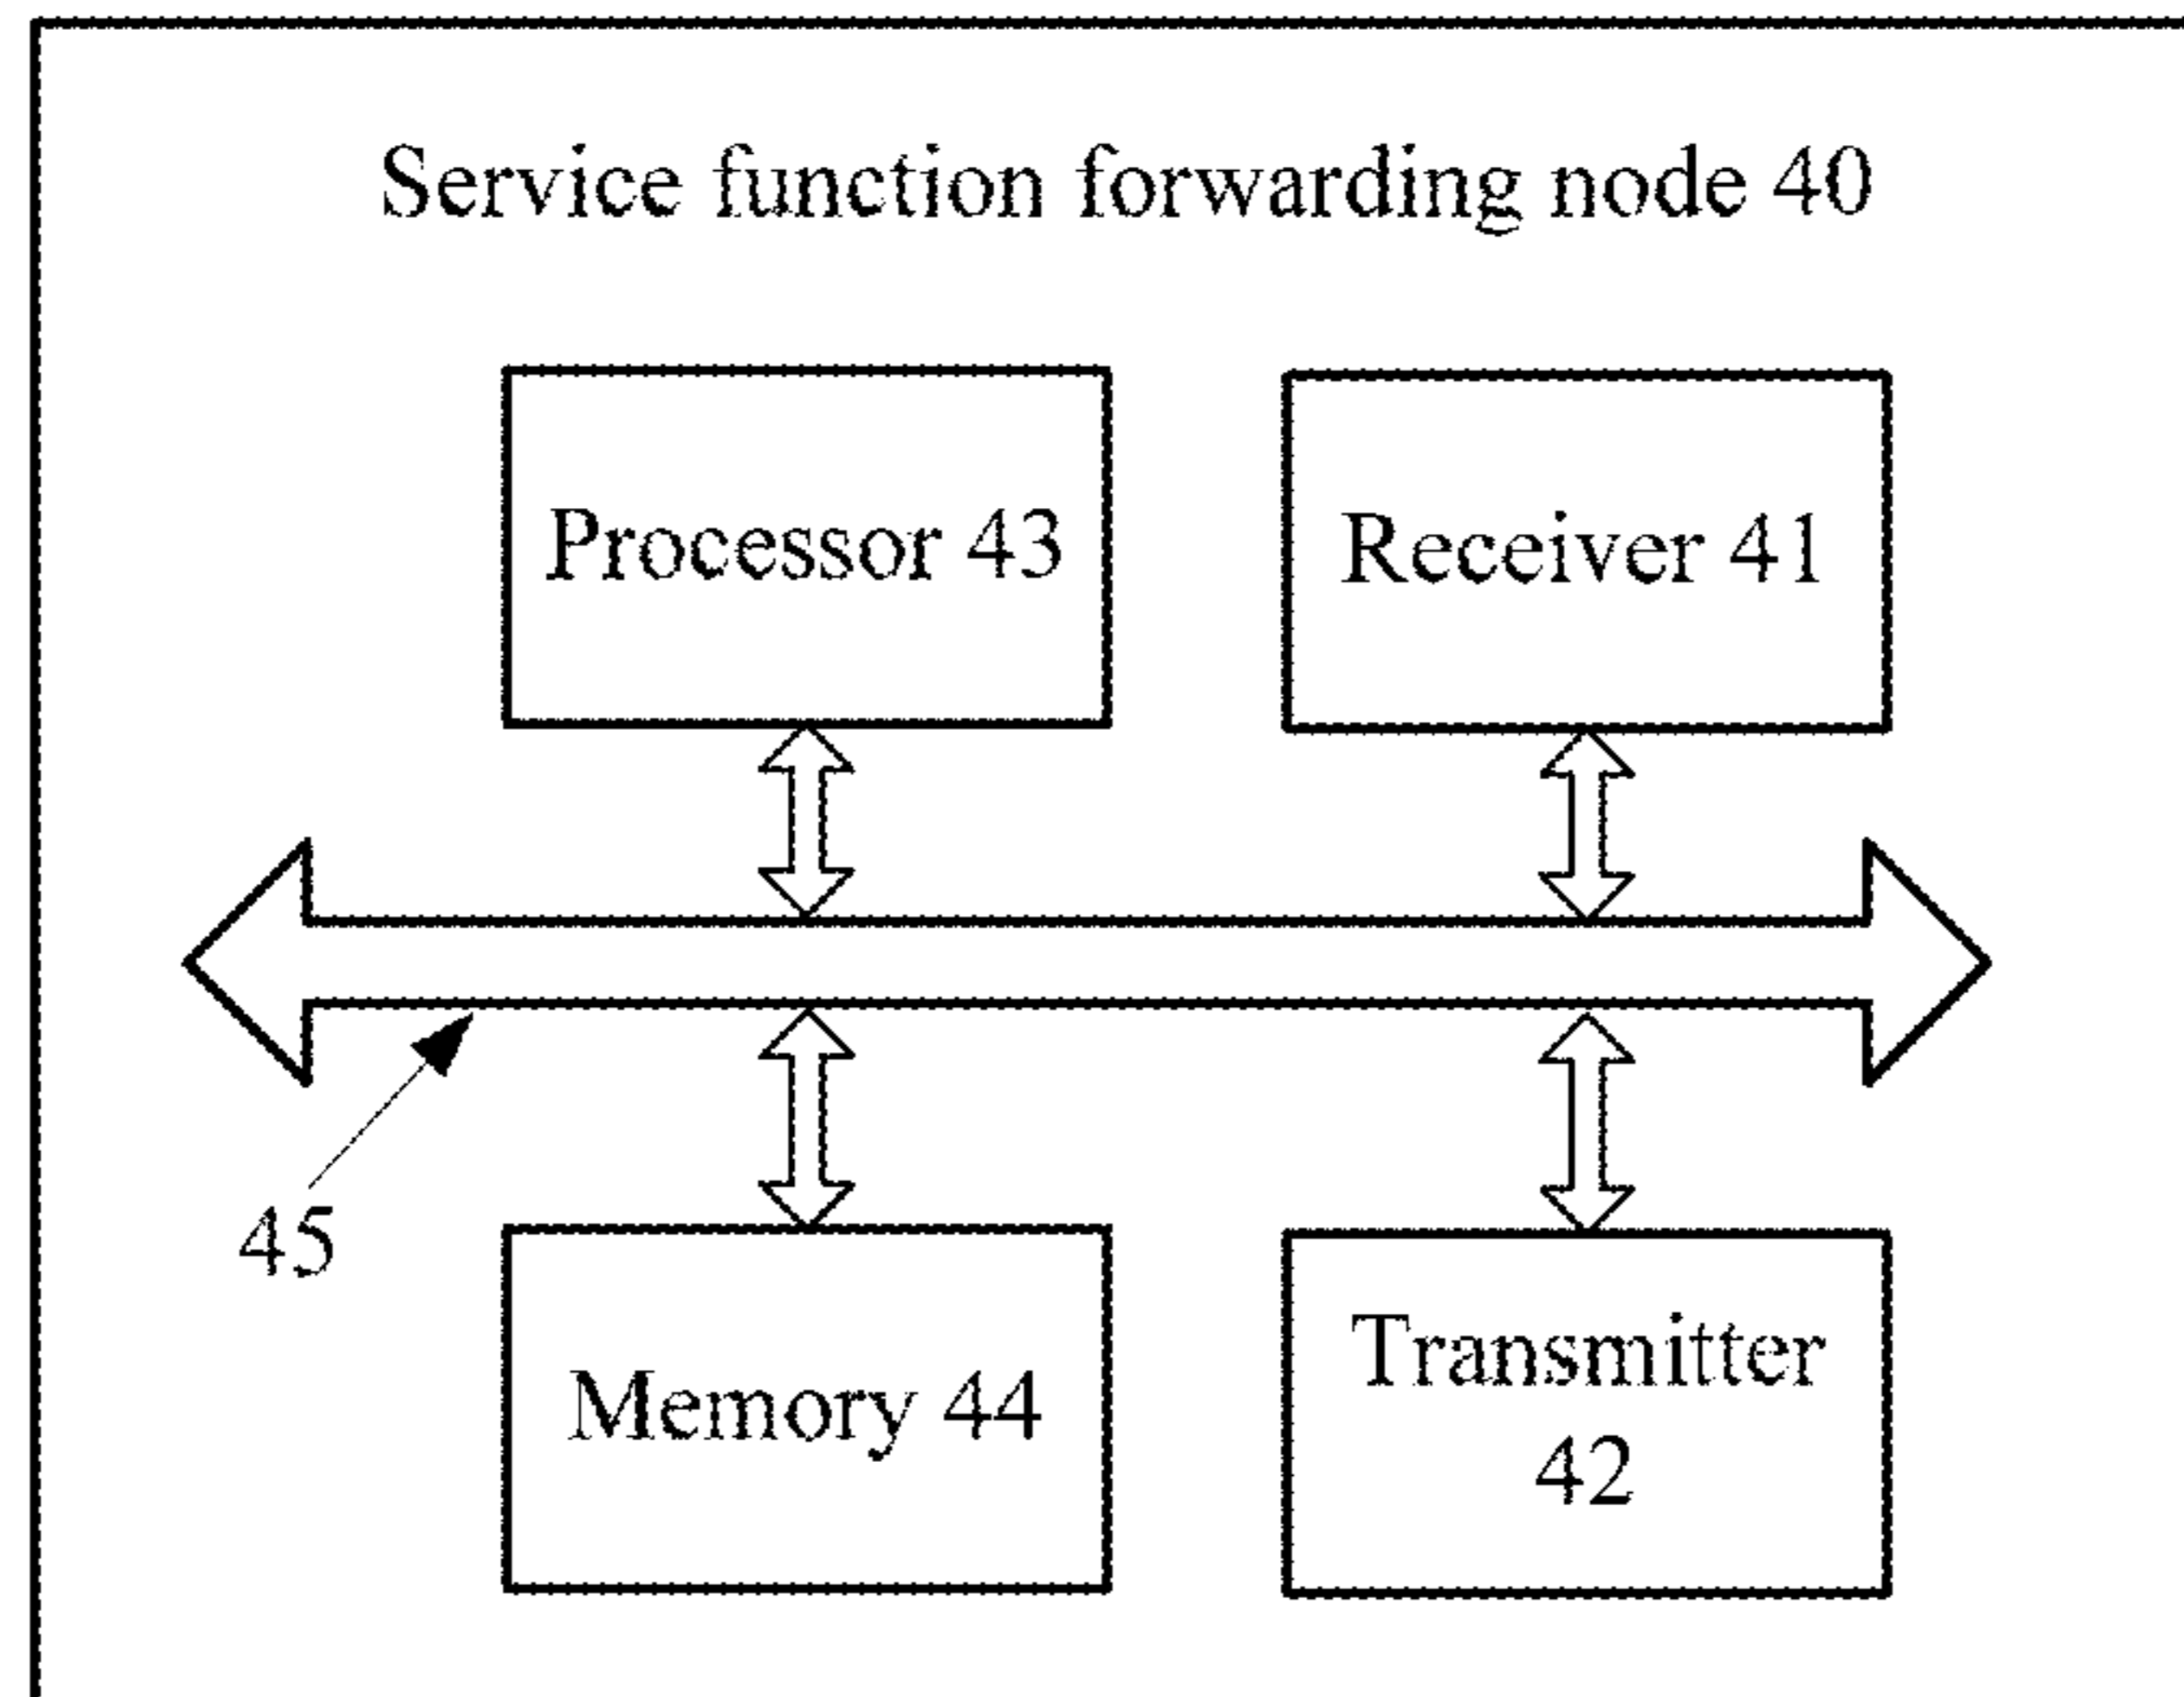 Service function forwarding node 40
Processor 43
Receiver 41
45
Memory 44
Transmitter
42